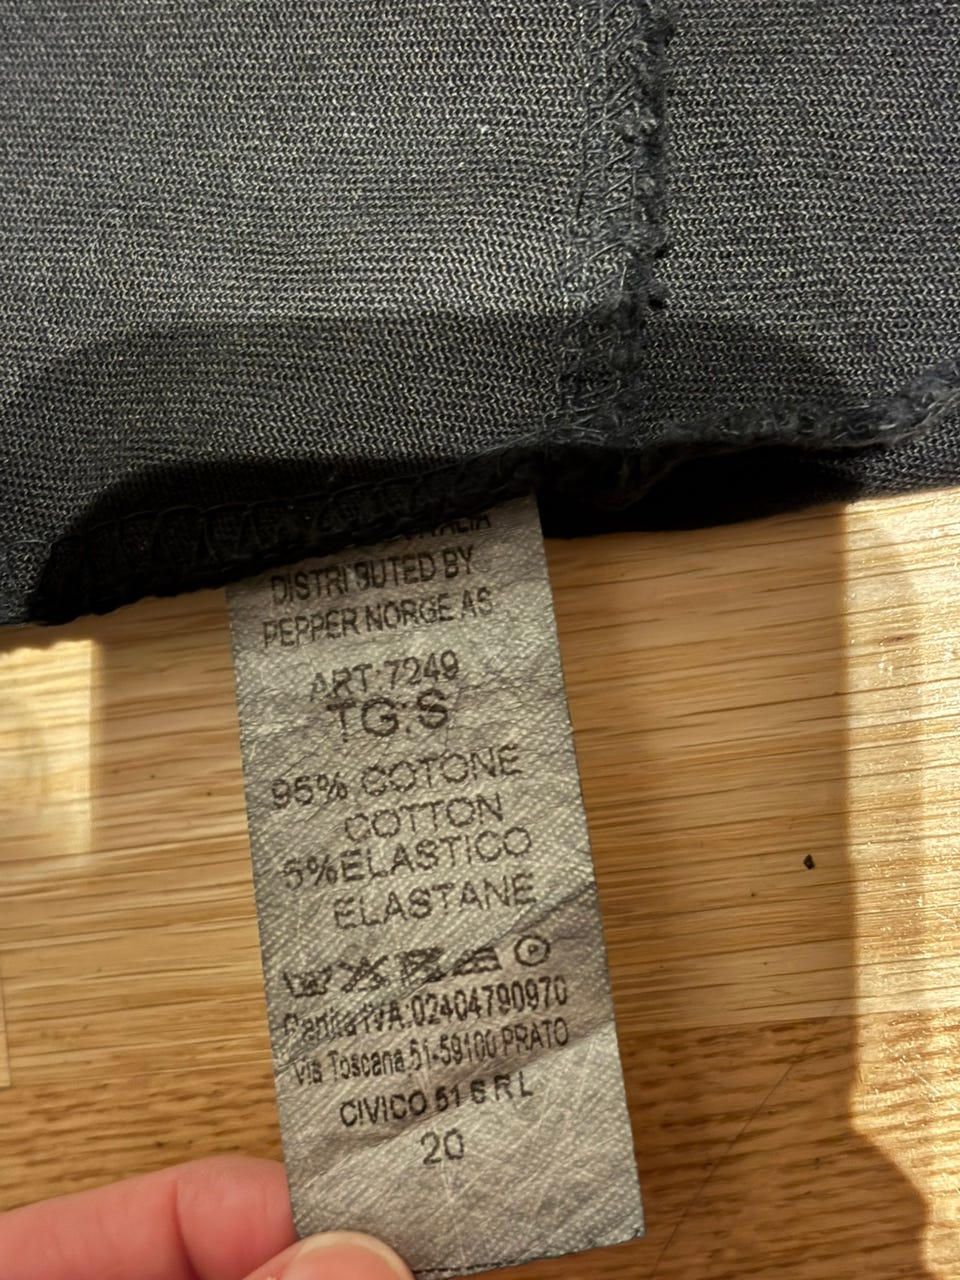 ITALIA
DISTRIBUTED BY
PEPPER NORGE AS
ART:7249
TG:S
95% COTONE
COTTON
5%ELASTICO
ELASTANE
Partita IVA:02404790970
Via Toscana,51-59100 PRATO
CIVICO 51 S R L
20